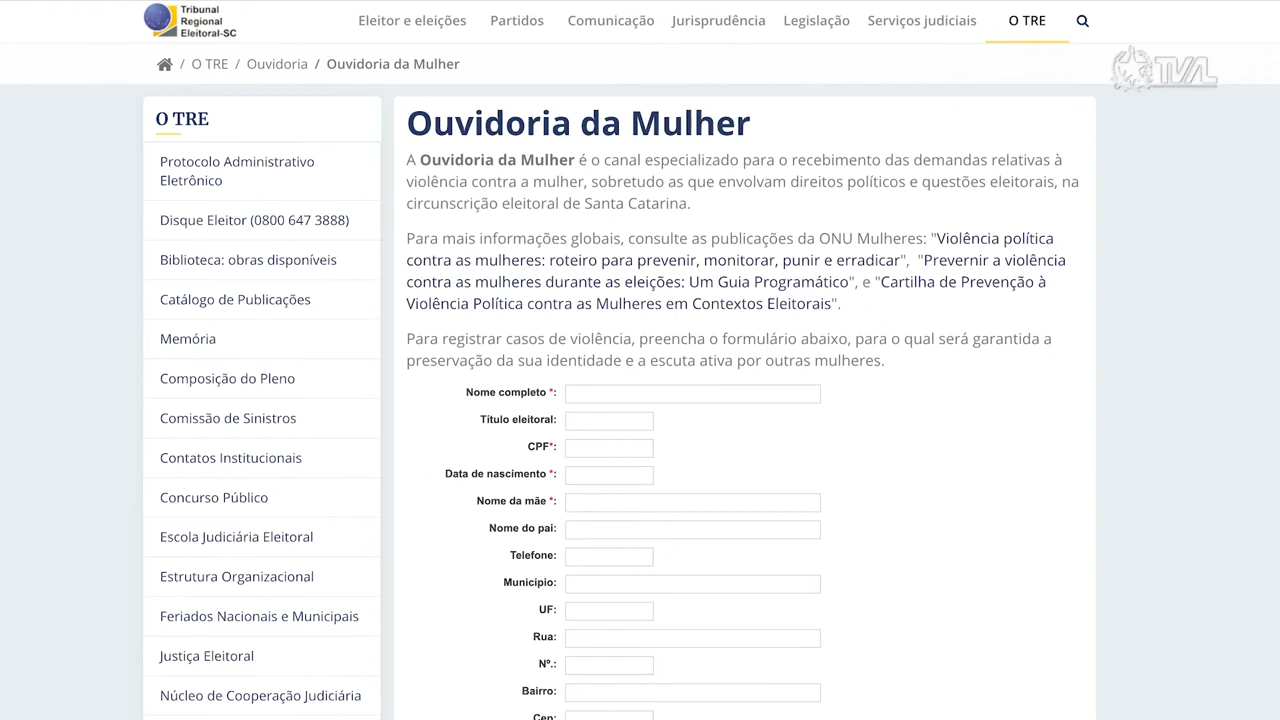 Tribunal
Regional
Eleitoral-SC
Eleitor e eleições
Partidos
Comunicação
Jurisprudência
Legislação
Serviços judiciais
O TRE
/ O TRE / Ouvidoria / Ouvidoria da Mulher
TVAL
O TRE
Protocolo Administrativo
Eletrônico
Disque Eleitor (0800 647 3888)
Biblioteca: obras disponíveis
Catálogo de Publicações
Memória
Composição do Pleno
Comissão de Sinistros
Contatos Institucionais
Concurso Público
Escola Judiciária Eleitoral
Estrutura Organizacional
Feriados Nacionais e Municipais
Justiça Eleitoral
Núcleo de Cooperação Judiciária
Ouvidoria da Mulher
A Ouvidoria da Mulher é o canal especializado para o recebimento das demandas relativas à
violência contra a mulher, sobretudo as que envolvam direitos políticos e questões eleitorais, na
circunscrição eleitoral de Santa Catarina.
Para mais informações globais, consulte as publicações da ONU Mulheres: "Violência política
contra as mulheres: roteiro para prevenir, monitorar, punir e erradicar", "Prevernir a violência
contra as mulheres durante as eleições: Um Guia Programático", e "Cartilha de Prevenção à
Violência Política contra as Mulheres em Contextos Eleitorais".
Para registrar casos de violência, preencha o formulário abaixo, para o qual será garantida a
preservação da sua identidade e a escuta ativa por outras mulheres.
Nome completo *:
Título eleitoral:
CPF*:
Data de nascimento *:
Nome da mãe *:
Nome do pai:
Telefone:
Município:
UF:
Rua:
Nº.:
Bairro:
Cep: